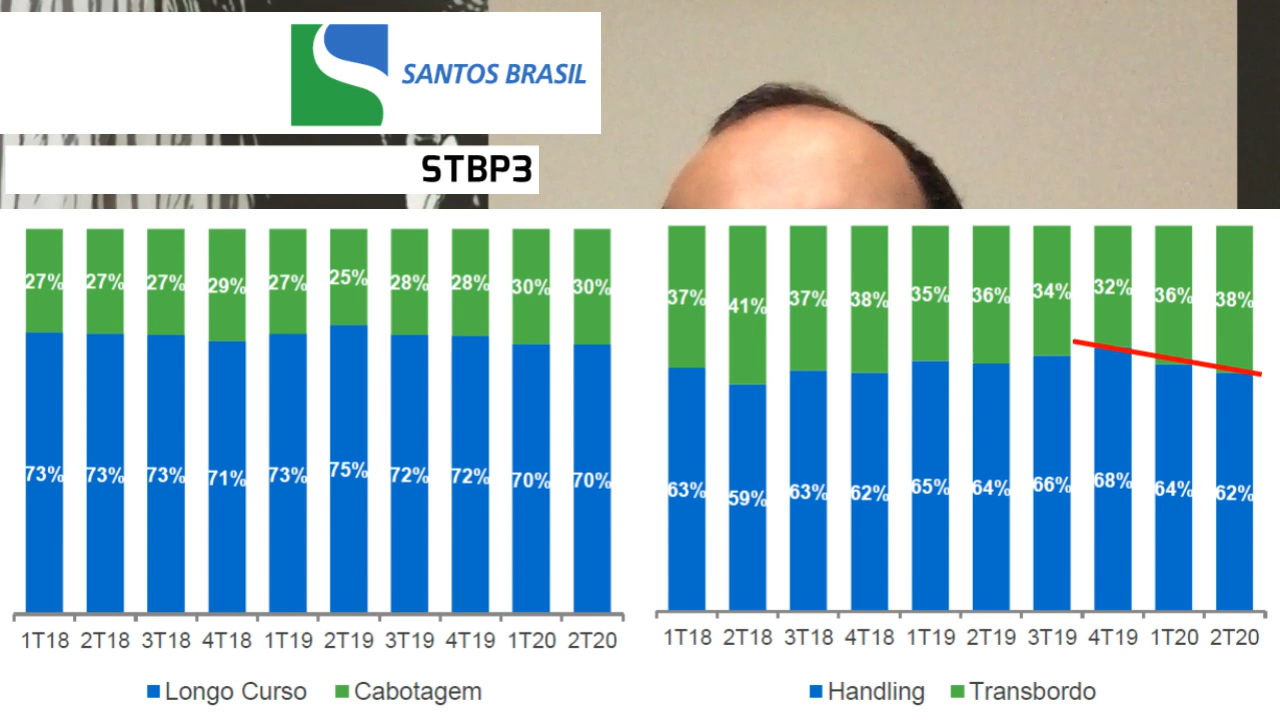 SANTOS BRASIL
STBP3
27% 27% 27% 29% 27% 25% 28% 28% 30% 30%
73% 73% 73% 71% 73% 75% 72% 72% 70% 70%
1T18 2T18 3T18 4T18 1T19 2T19 3T19 4T19 1T20 2T20
Longo Curso Cabotagem
37% 41% 37% 38% 35% 36% 34% 32% 36% 38%
63% 59% 63% 62% 65% 64% 66% 68% 64% 62%
1T18 2T18 3T18 4T18 1T19 2T19 3T19 4T19 1T20 2T20
Handling Transbordo